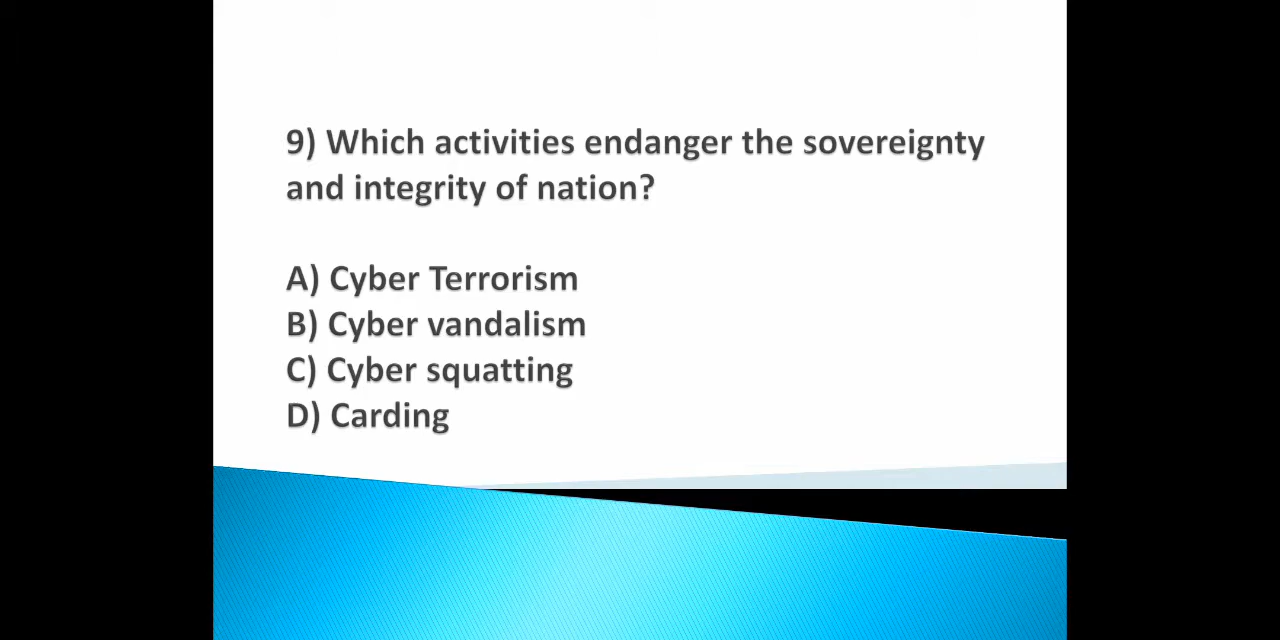 9) Which activities endanger the sovereignty
and integrity of nation?
A) Cyber Terrorism
B) Cyber vandalism
C) Cyber squatting
D) Carding